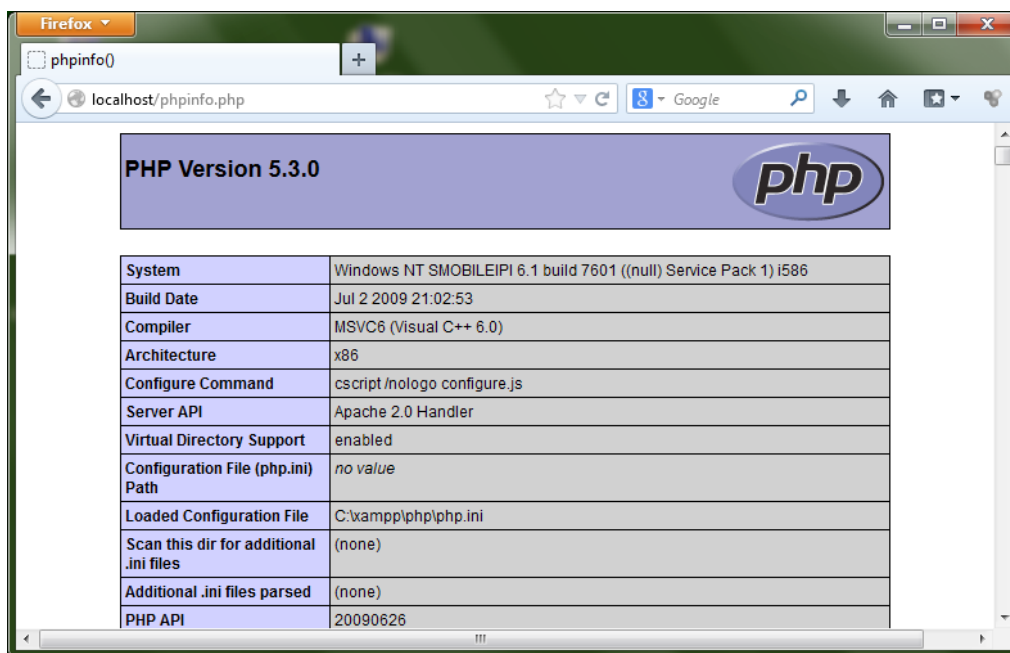 Firefox
phpinfo()
localhost/phpinfo.php
8 Google
PHP Version 5.3.0
php
System Windows NT SMOBILEIPI 6.1 build 7601 ((null) Service Pack 1) i586
Build Date Jul 2 2009 21:02:53
Compiler MSVC6 (Visual C++ 6.0)
Architecture x86
Configure Command cscript /nologo configure.js
Server API Apache 2.0 Handler
Virtual Directory Support enabled
Configuration File (php.ini) no value
Path
Loaded Configuration File C:\xampp\php\php.ini
Scan this dir for additional (none)
.ini files
Additional .ini files parsed (none)
PHP API 20090626